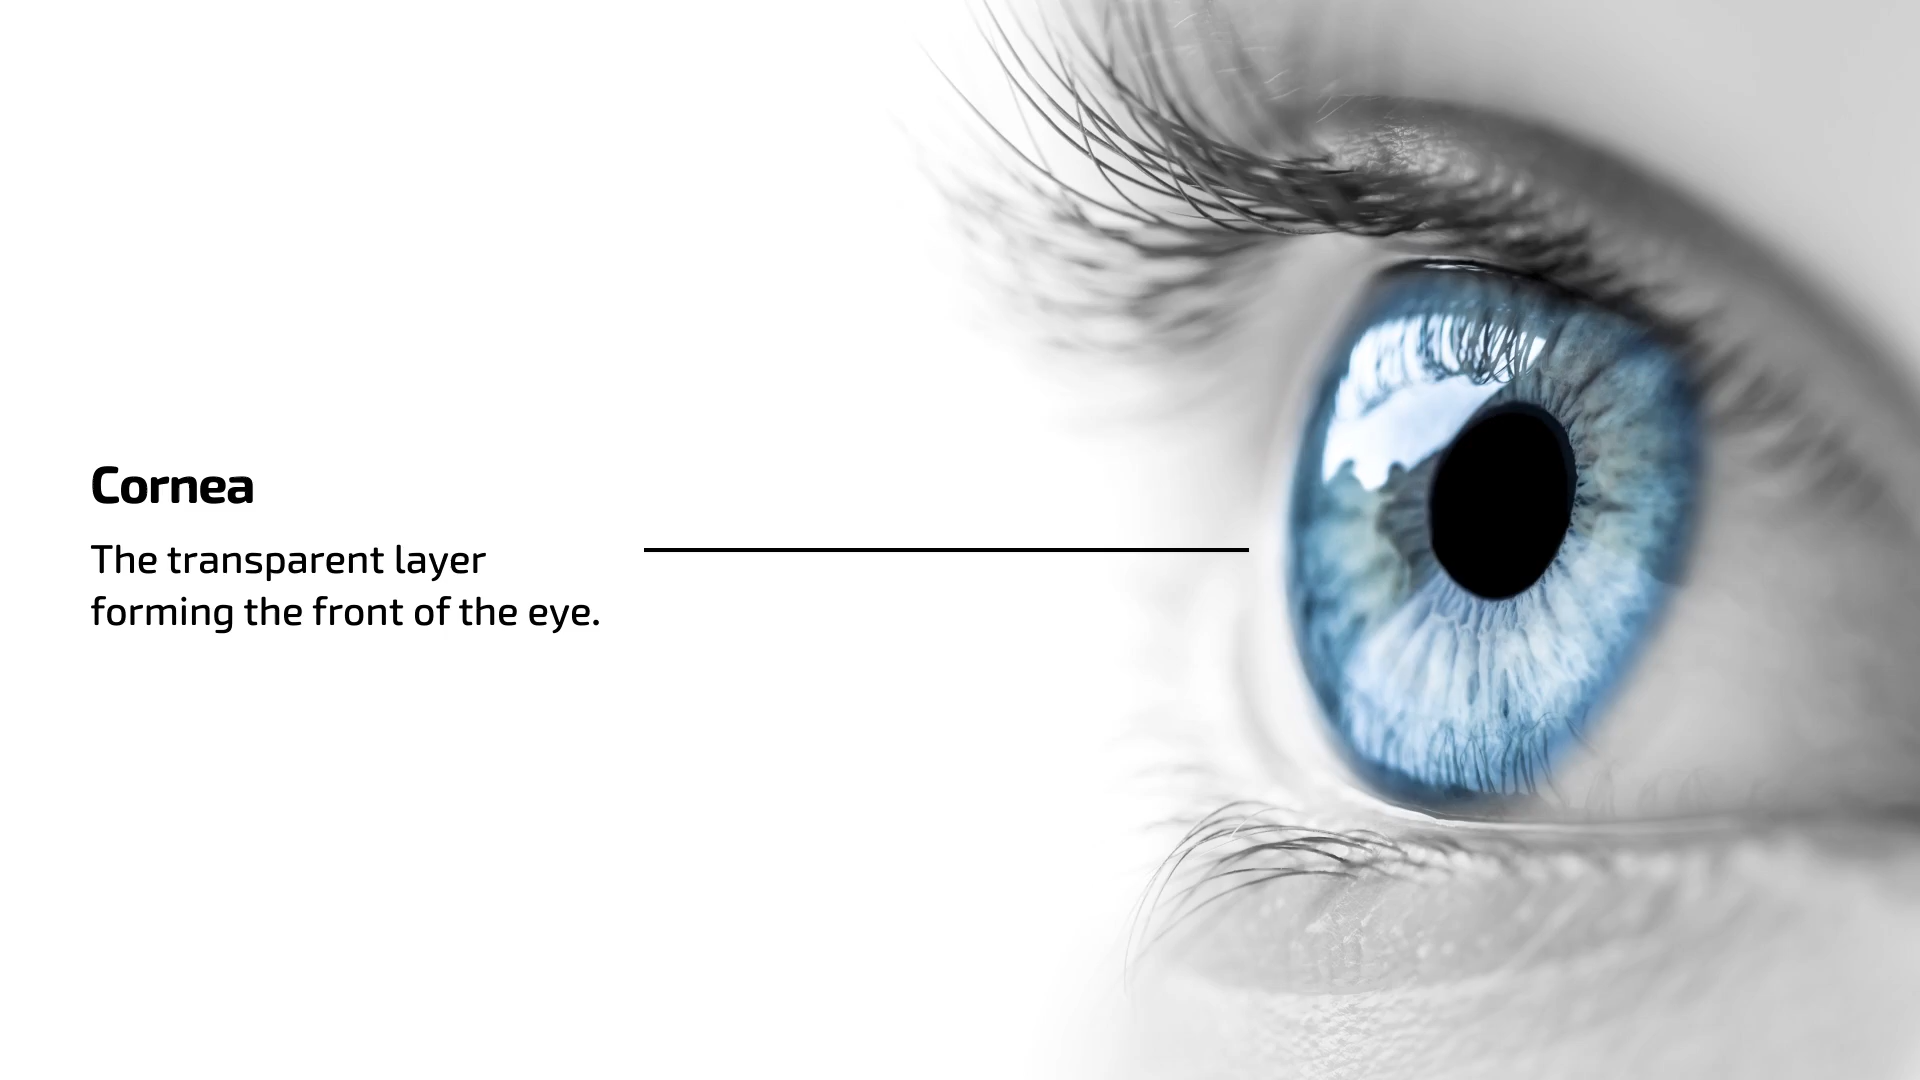 Cornea
The transparent layer
forming the front of the eye.